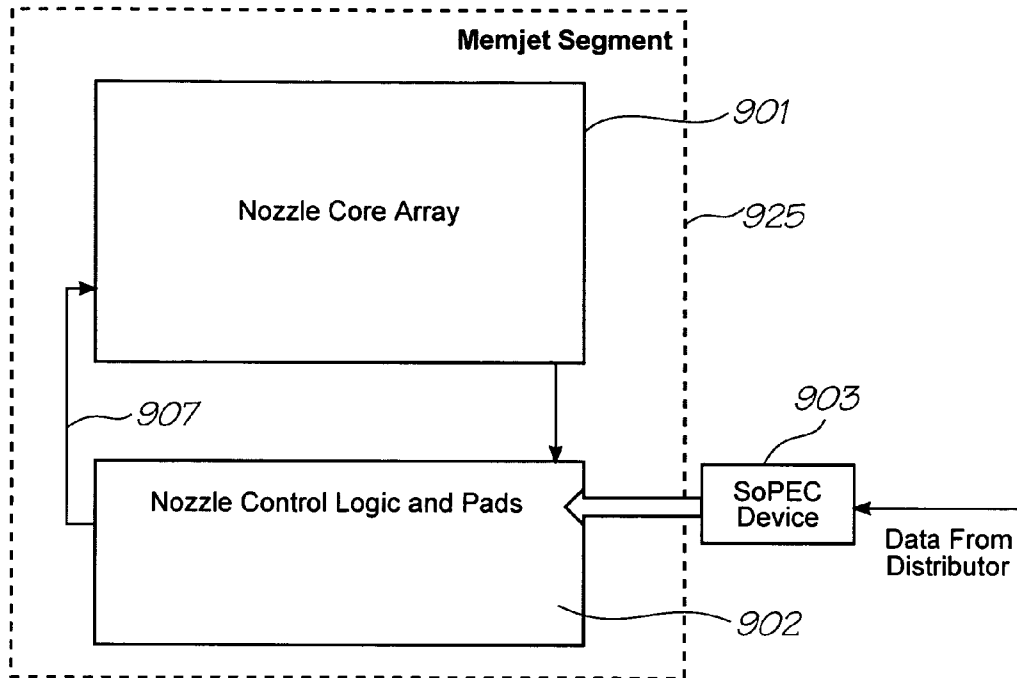 Memjet Segment
901
Nozzle Core Array
925
907
903
Nozzle Control Logic and Pads
SoPEC
Device
Data From
Distributor
902